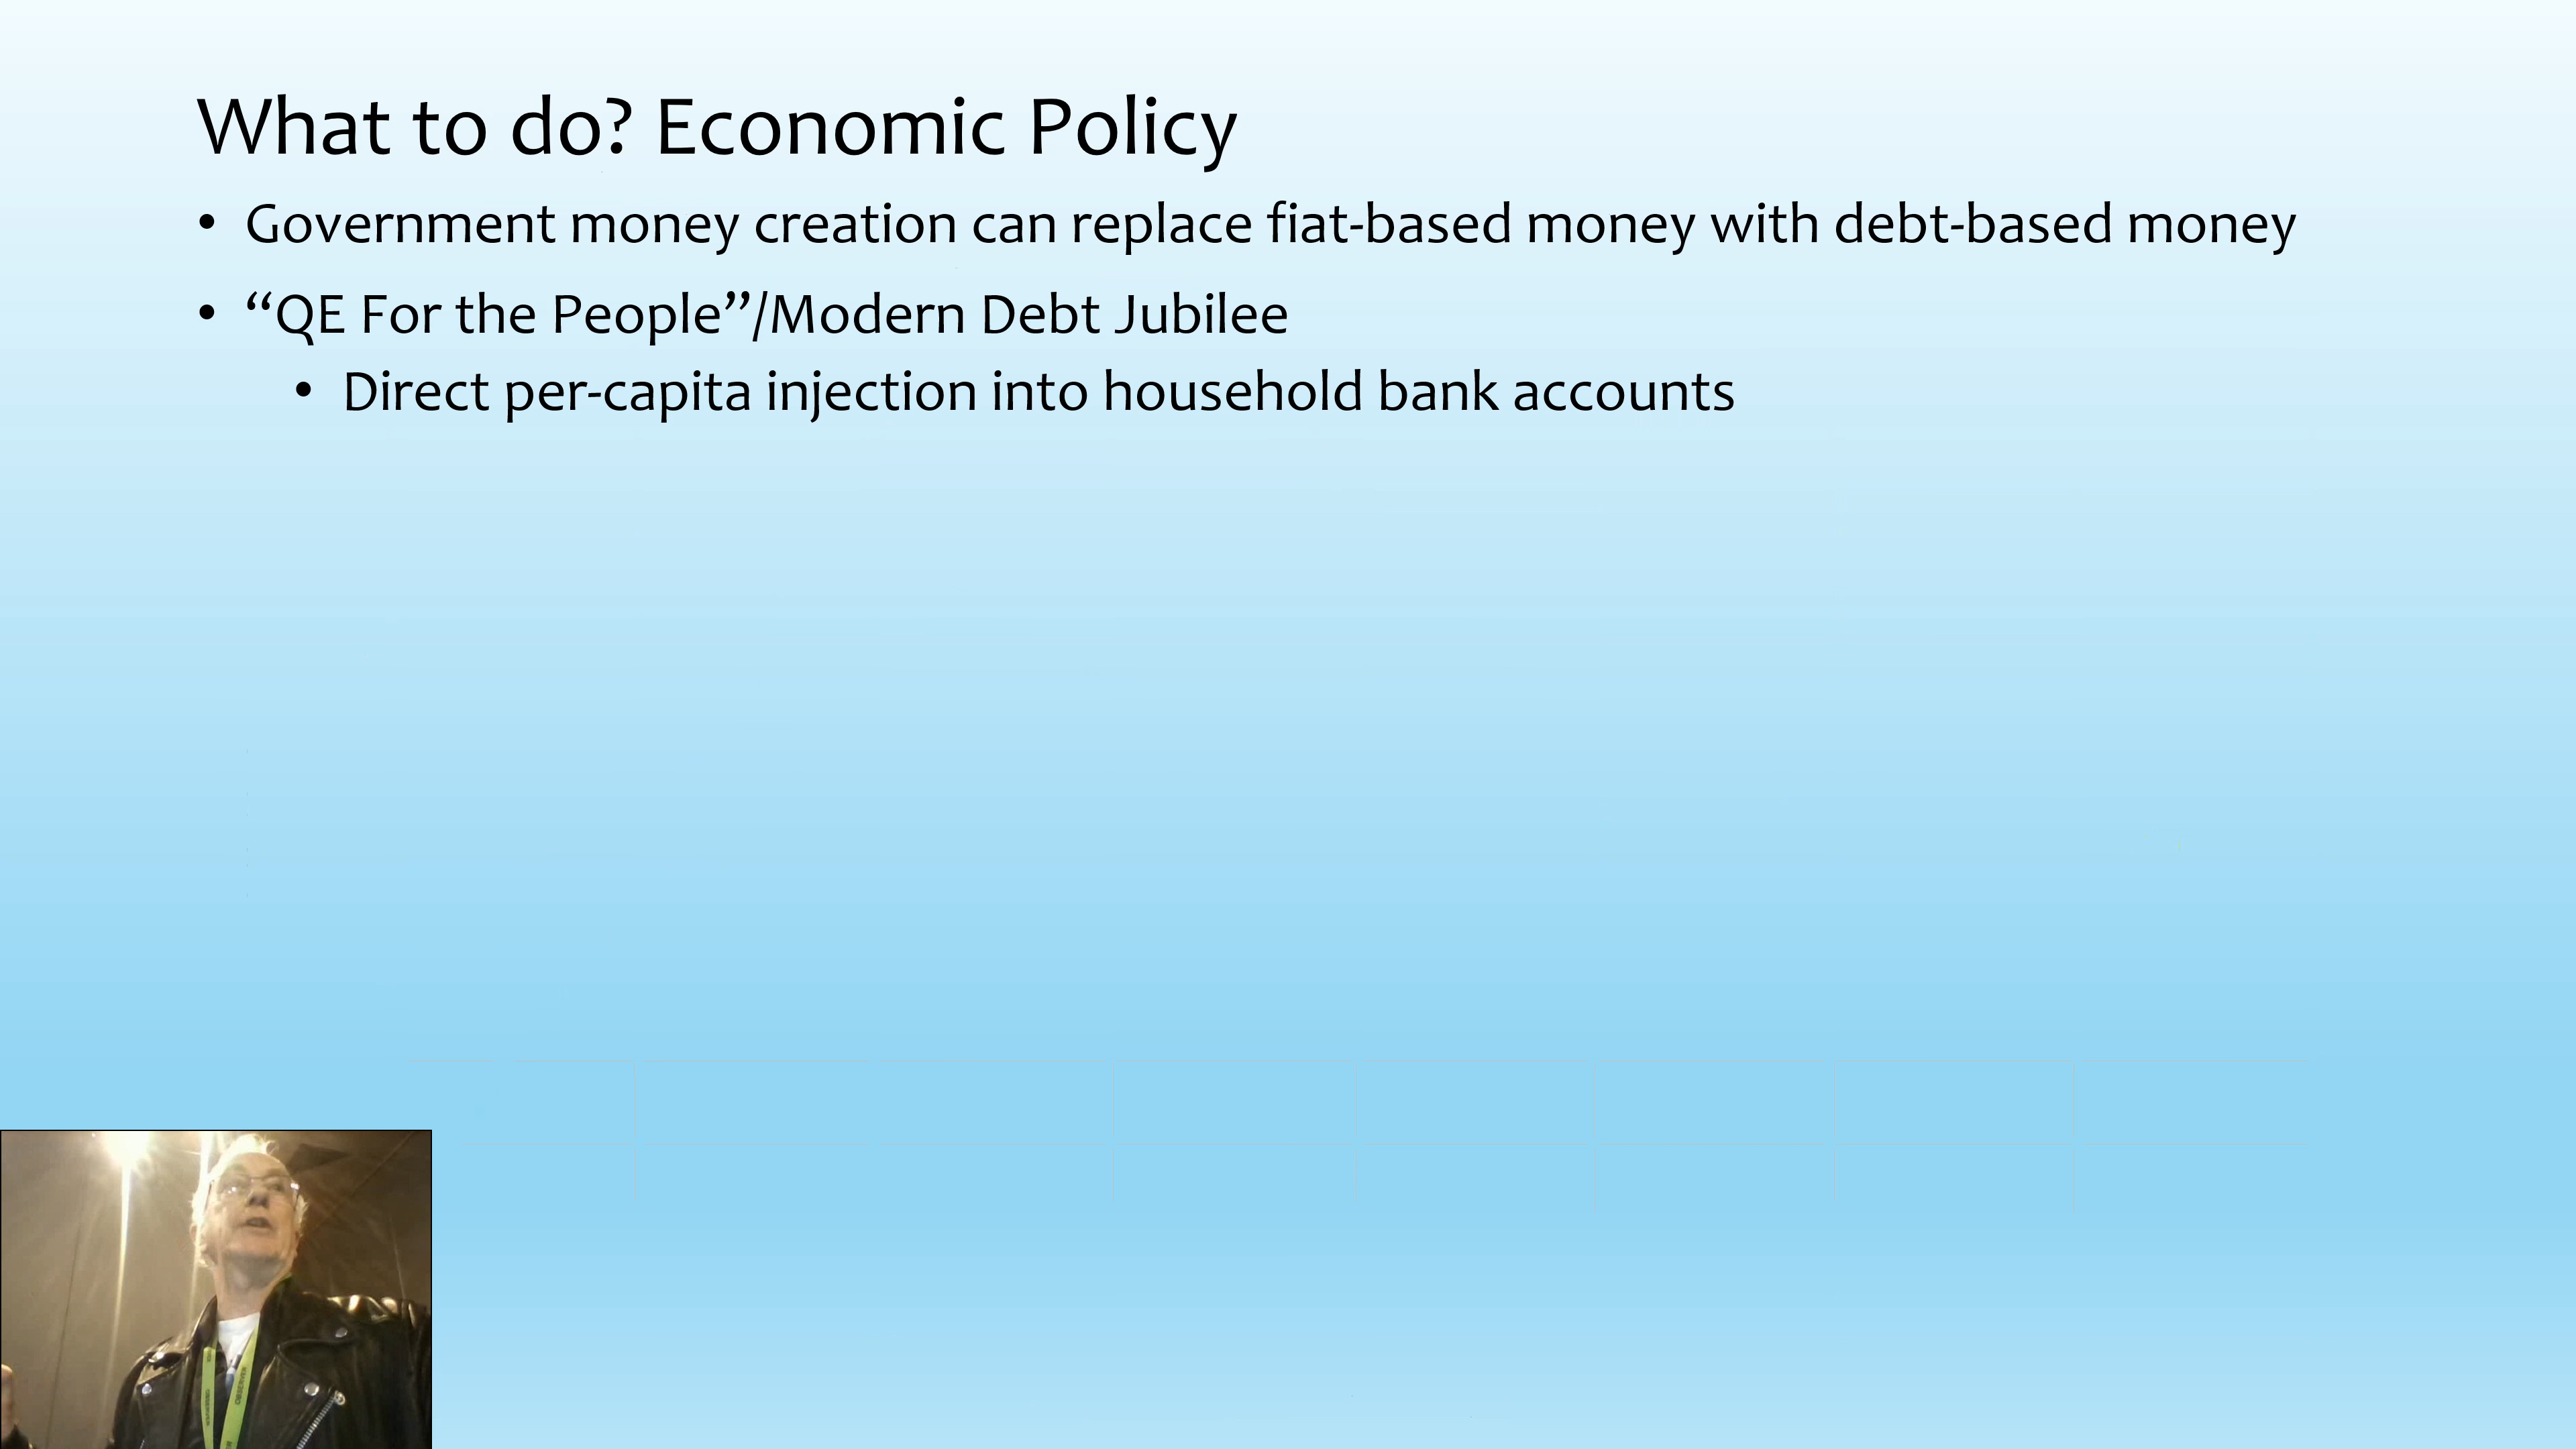 What to do? Economic Policy
• Government money creation can replace fiat-based money with debt-based money
• “QE For the People”/Modern Debt Jubilee
• Direct per-capita injection into household bank accounts